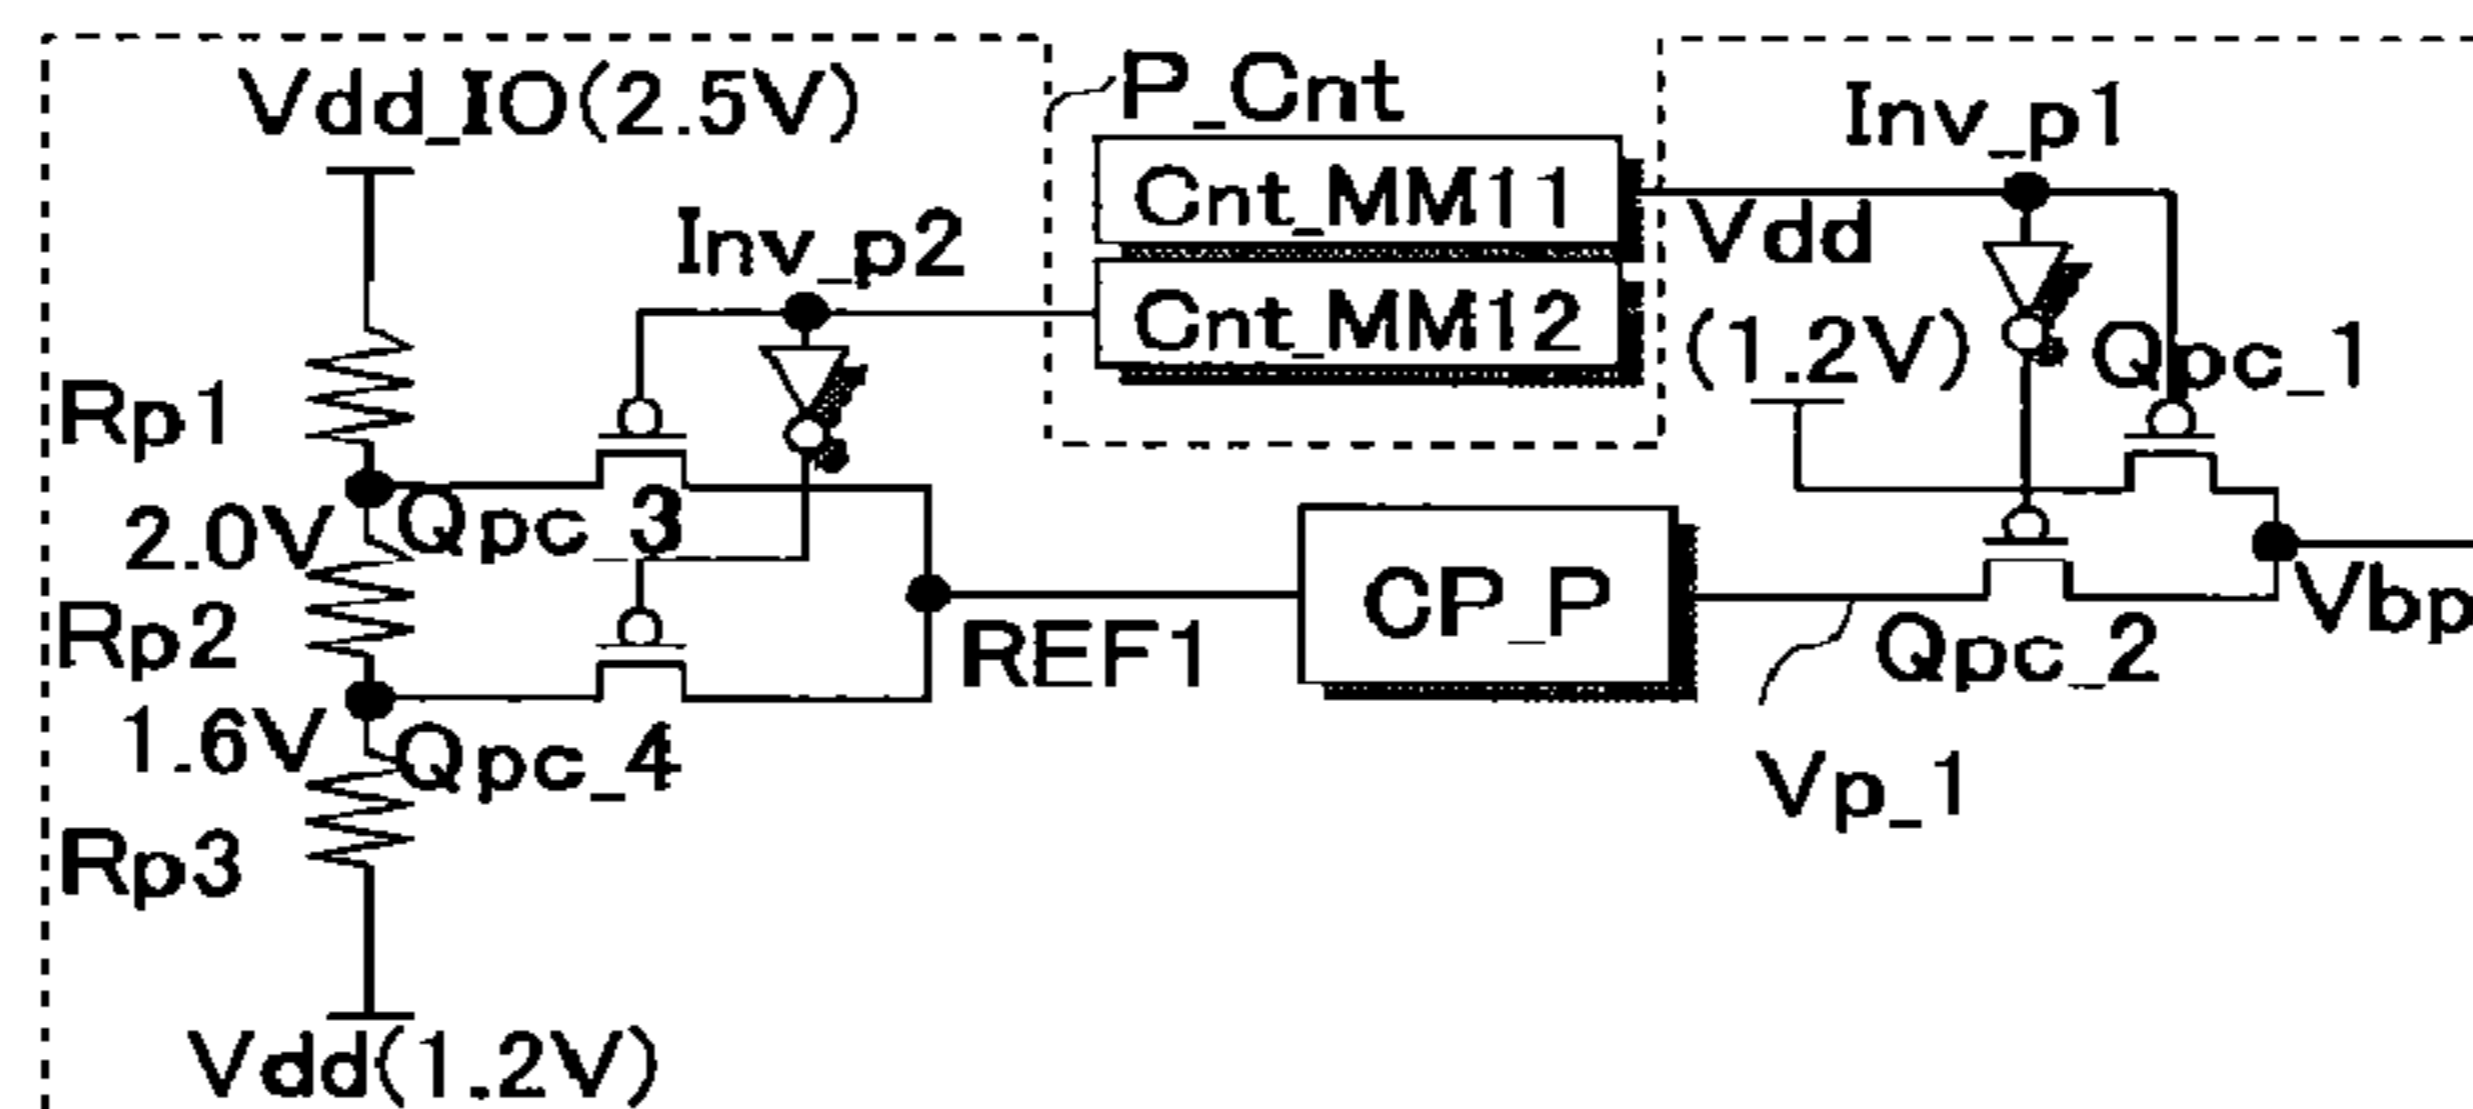 Vdd_IO(2.5V)
P_Cnt
Inv_p1
Cnt_MM11
Inv_p2
Vdd
Cnt_MM12
(1.2V)
Qpc_1
Rp1
2.0V
Qpc_3
CP_P
Rp2
REF1
Qpc_2
Vbp
1.6V
Qpc_4
Vp_1
Rp3
Vdd(1.2V)